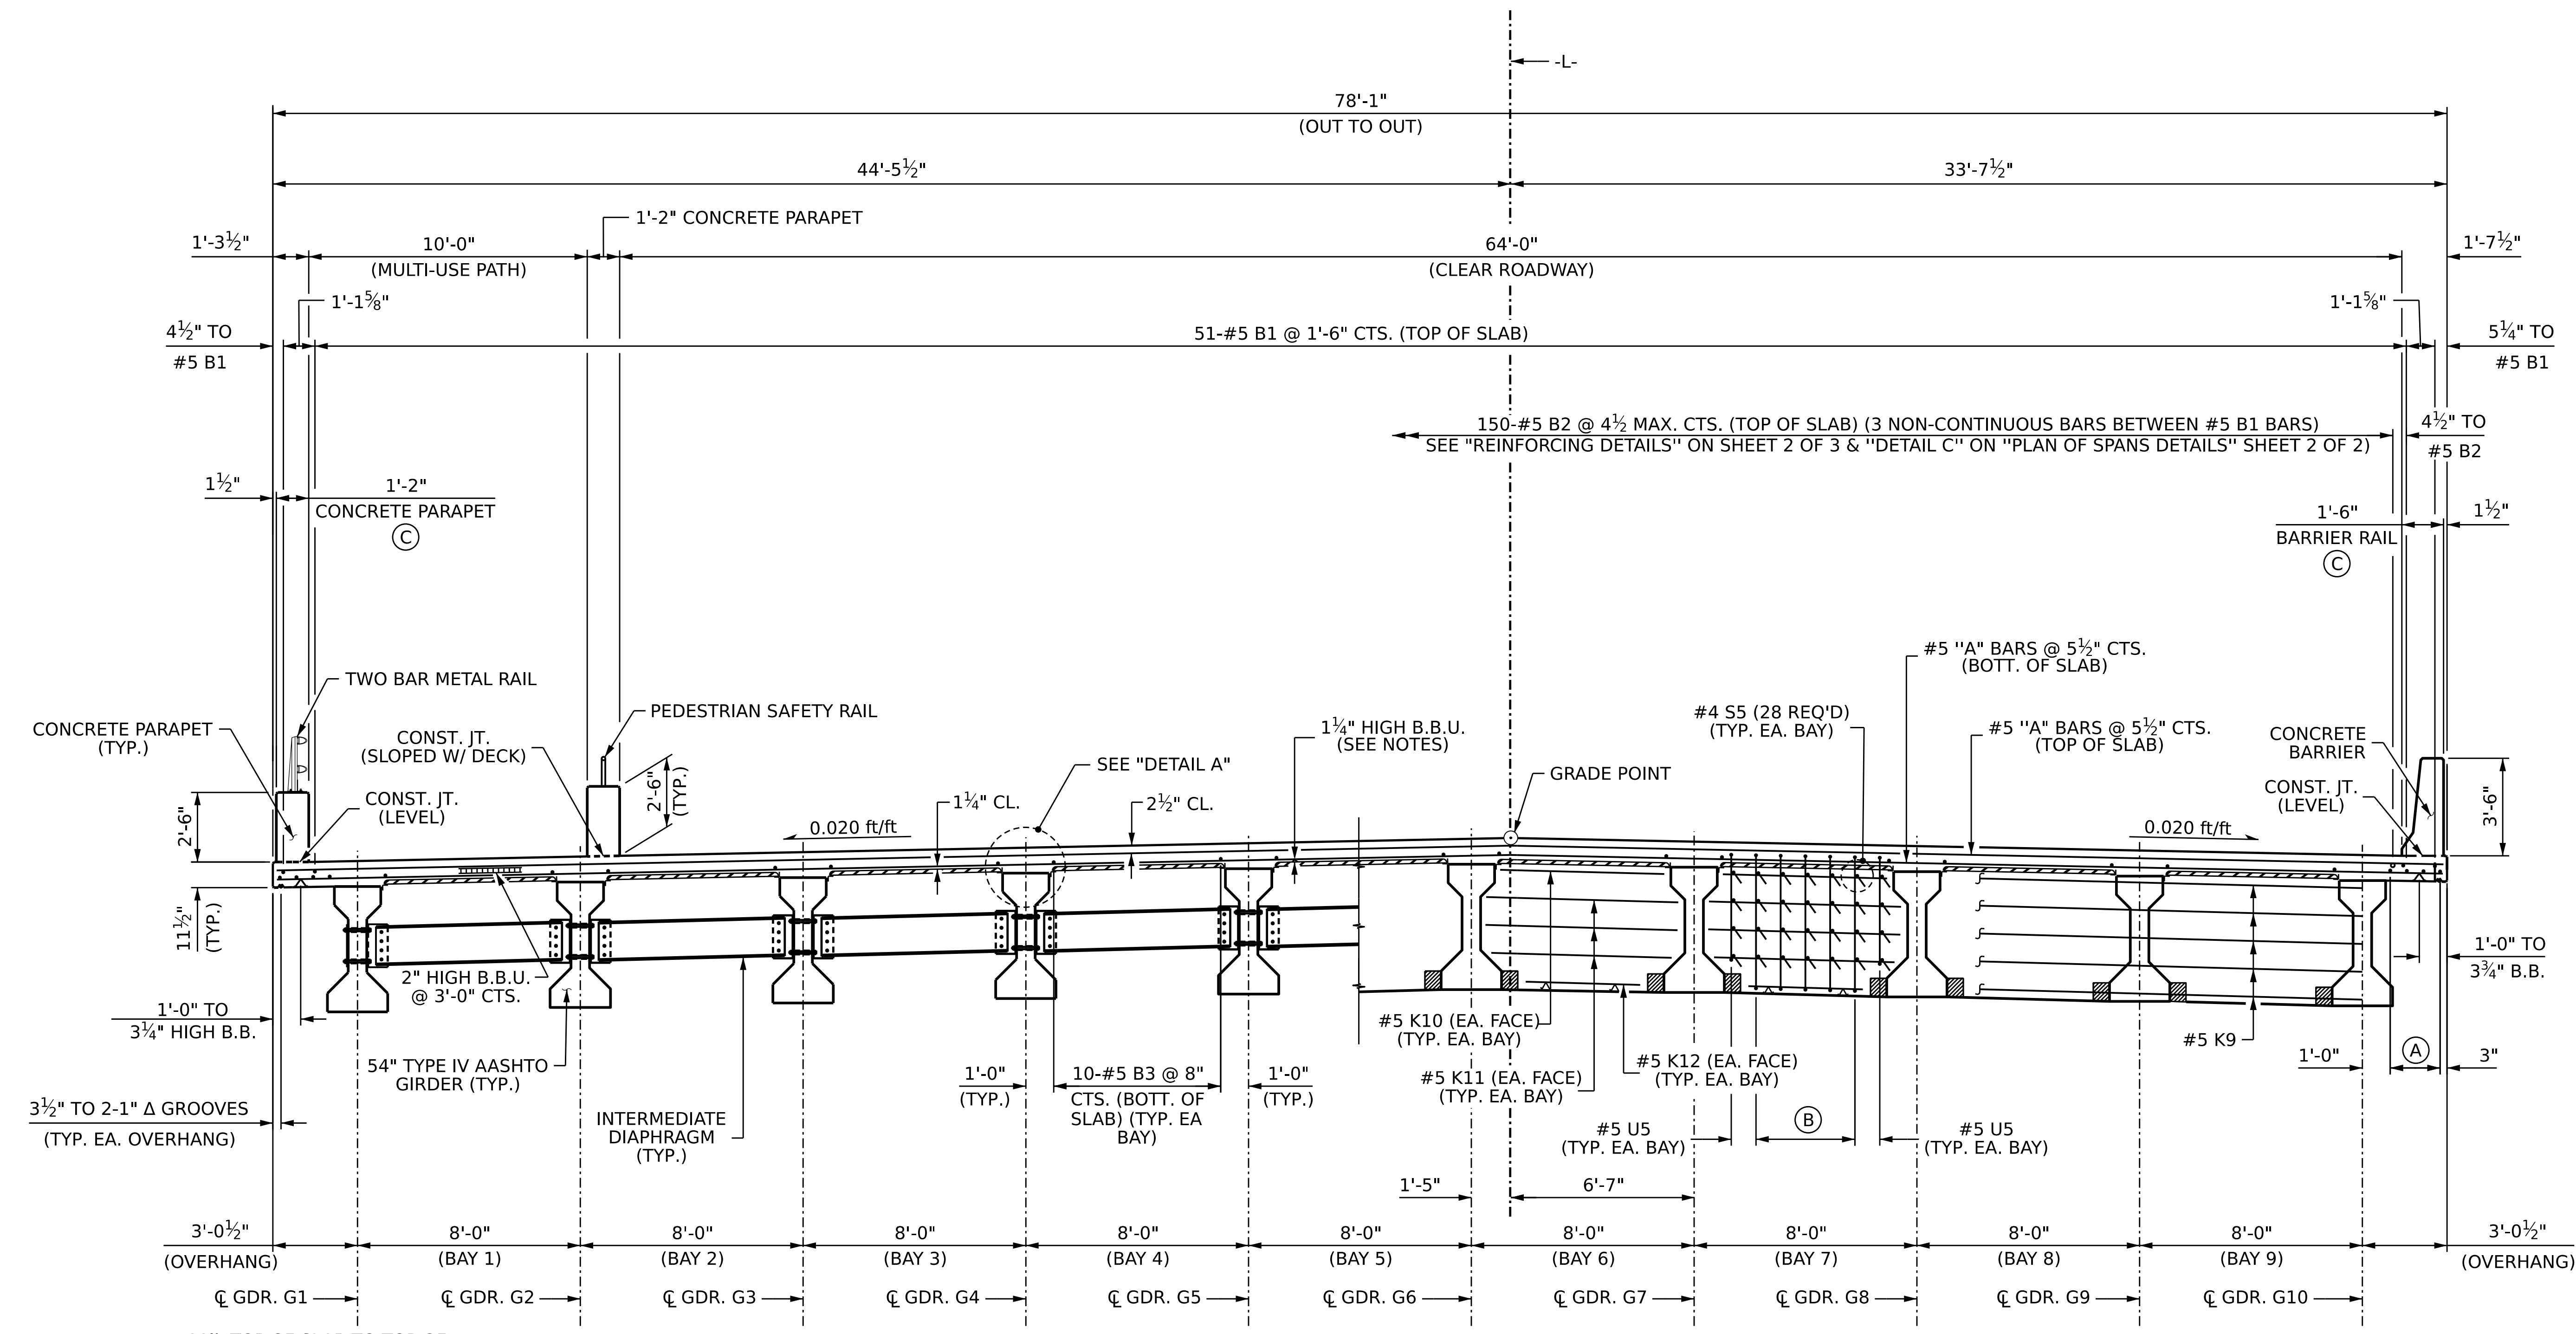 -L-
78'-1"
(OUT TO OUT)
44'-5½"
33'-7½"
1'-2" CONCRETE PARAPET
1'-3½"
10'-0"
(MULTI-USE PATH)
64'-0"
(CLEAR ROADWAY)
1'-7½"
1'-1⅝"
1'-1⅝"
4½" TO
#5 B1
51-#5 B1 @ 1'-6" CTS. (TOP OF SLAB)
5¼" TO
#5 B1
150-#5 B2 @ 4½ MAX. CTS. (TOP OF SLAB) (3 NON-CONTINUOUS BARS BETWEEN #5 B1 BARS)
SEE "REINFORCING DETAILS'' ON SHEET 2 OF 3 & ''DETAIL C'' ON ''PLAN OF SPANS DETAILS'' SHEET 2 OF 2)
4½" TO
#5 B2
1½"
1'-2"
CONCRETE PARAPET
C
1'-6"
BARRIER RAIL
C
1½"
#5 ''A" BARS @ 5½" CTS.
(BOTT. OF SLAB)
TWO BAR METAL RAIL
PEDESTRIAN SAFETY RAIL
CONCRETE PARAPET
(TYP.)
CONST. JT.
(SLOPED W/ DECK)
2'-6"
(TYP.)
SEE "DETAIL A"
1¼" HIGH B.B.U.
(SEE NOTES)
#4 S5 (28 REQ'D)
(TYP. EA. BAY)
#5 ''A" BARS @ 5½" CTS.
(TOP OF SLAB)
CONCRETE
BARRIER
GRADE POINT
CONST. JT.
(LEVEL)
CONST. JT.
(LEVEL)
2'-6"
3'-6"
1¼" CL.
2½" CL.
0.020 ft/ft
0.020 ft/ft
11½"
(TYP.)
2" HIGH B.B.U.
@ 3'-0" CTS.
1'-0" TO
3¾" B.B.
1'-0" TO
3¼" HIGH B.B.
54" TYPE IV AASHTO
GIRDER (TYP.)
#5 K10 (EA. FACE)
(TYP. EA. BAY)
#5 K11 (EA. FACE)
(TYP. EA. BAY)
#5 K12 (EA. FACE)
(TYP. EA. BAY)
#5 K9
1'-0"
A
3"
1'-0"
(TYP.)
10-#5 B3 @ 8"
CTS. (BOTT. OF
SLAB) (TYP. EA
BAY)
1'-0"
(TYP.)
3½" TO 2-1" Δ GROOVES
(TYP. EA. OVERHANG)
INTERMEDIATE
DIAPHRAGM
(TYP.)
#5 U5
(TYP. EA. BAY)
B
#5 U5
(TYP. EA. BAY)
1'-5"
6'-7"
3'-0½"
(OVERHANG)
8'-0"
(BAY 1)
8'-0"
(BAY 2)
8'-0"
(BAY 3)
8'-0"
(BAY 4)
8'-0"
(BAY 5)
8'-0"
(BAY 6)
8'-0"
(BAY 7)
8'-0"
(BAY 8)
8'-0"
(BAY 9)
3'-0½"
(OVERHANG)
℄ GDR. G1
℄ GDR. G2
℄ GDR. G3
℄ GDR. G4
℄ GDR. G5
℄ GDR. G6
℄ GDR. G7
℄ GDR. G8
℄ GDR. G9
℄ GDR. G10